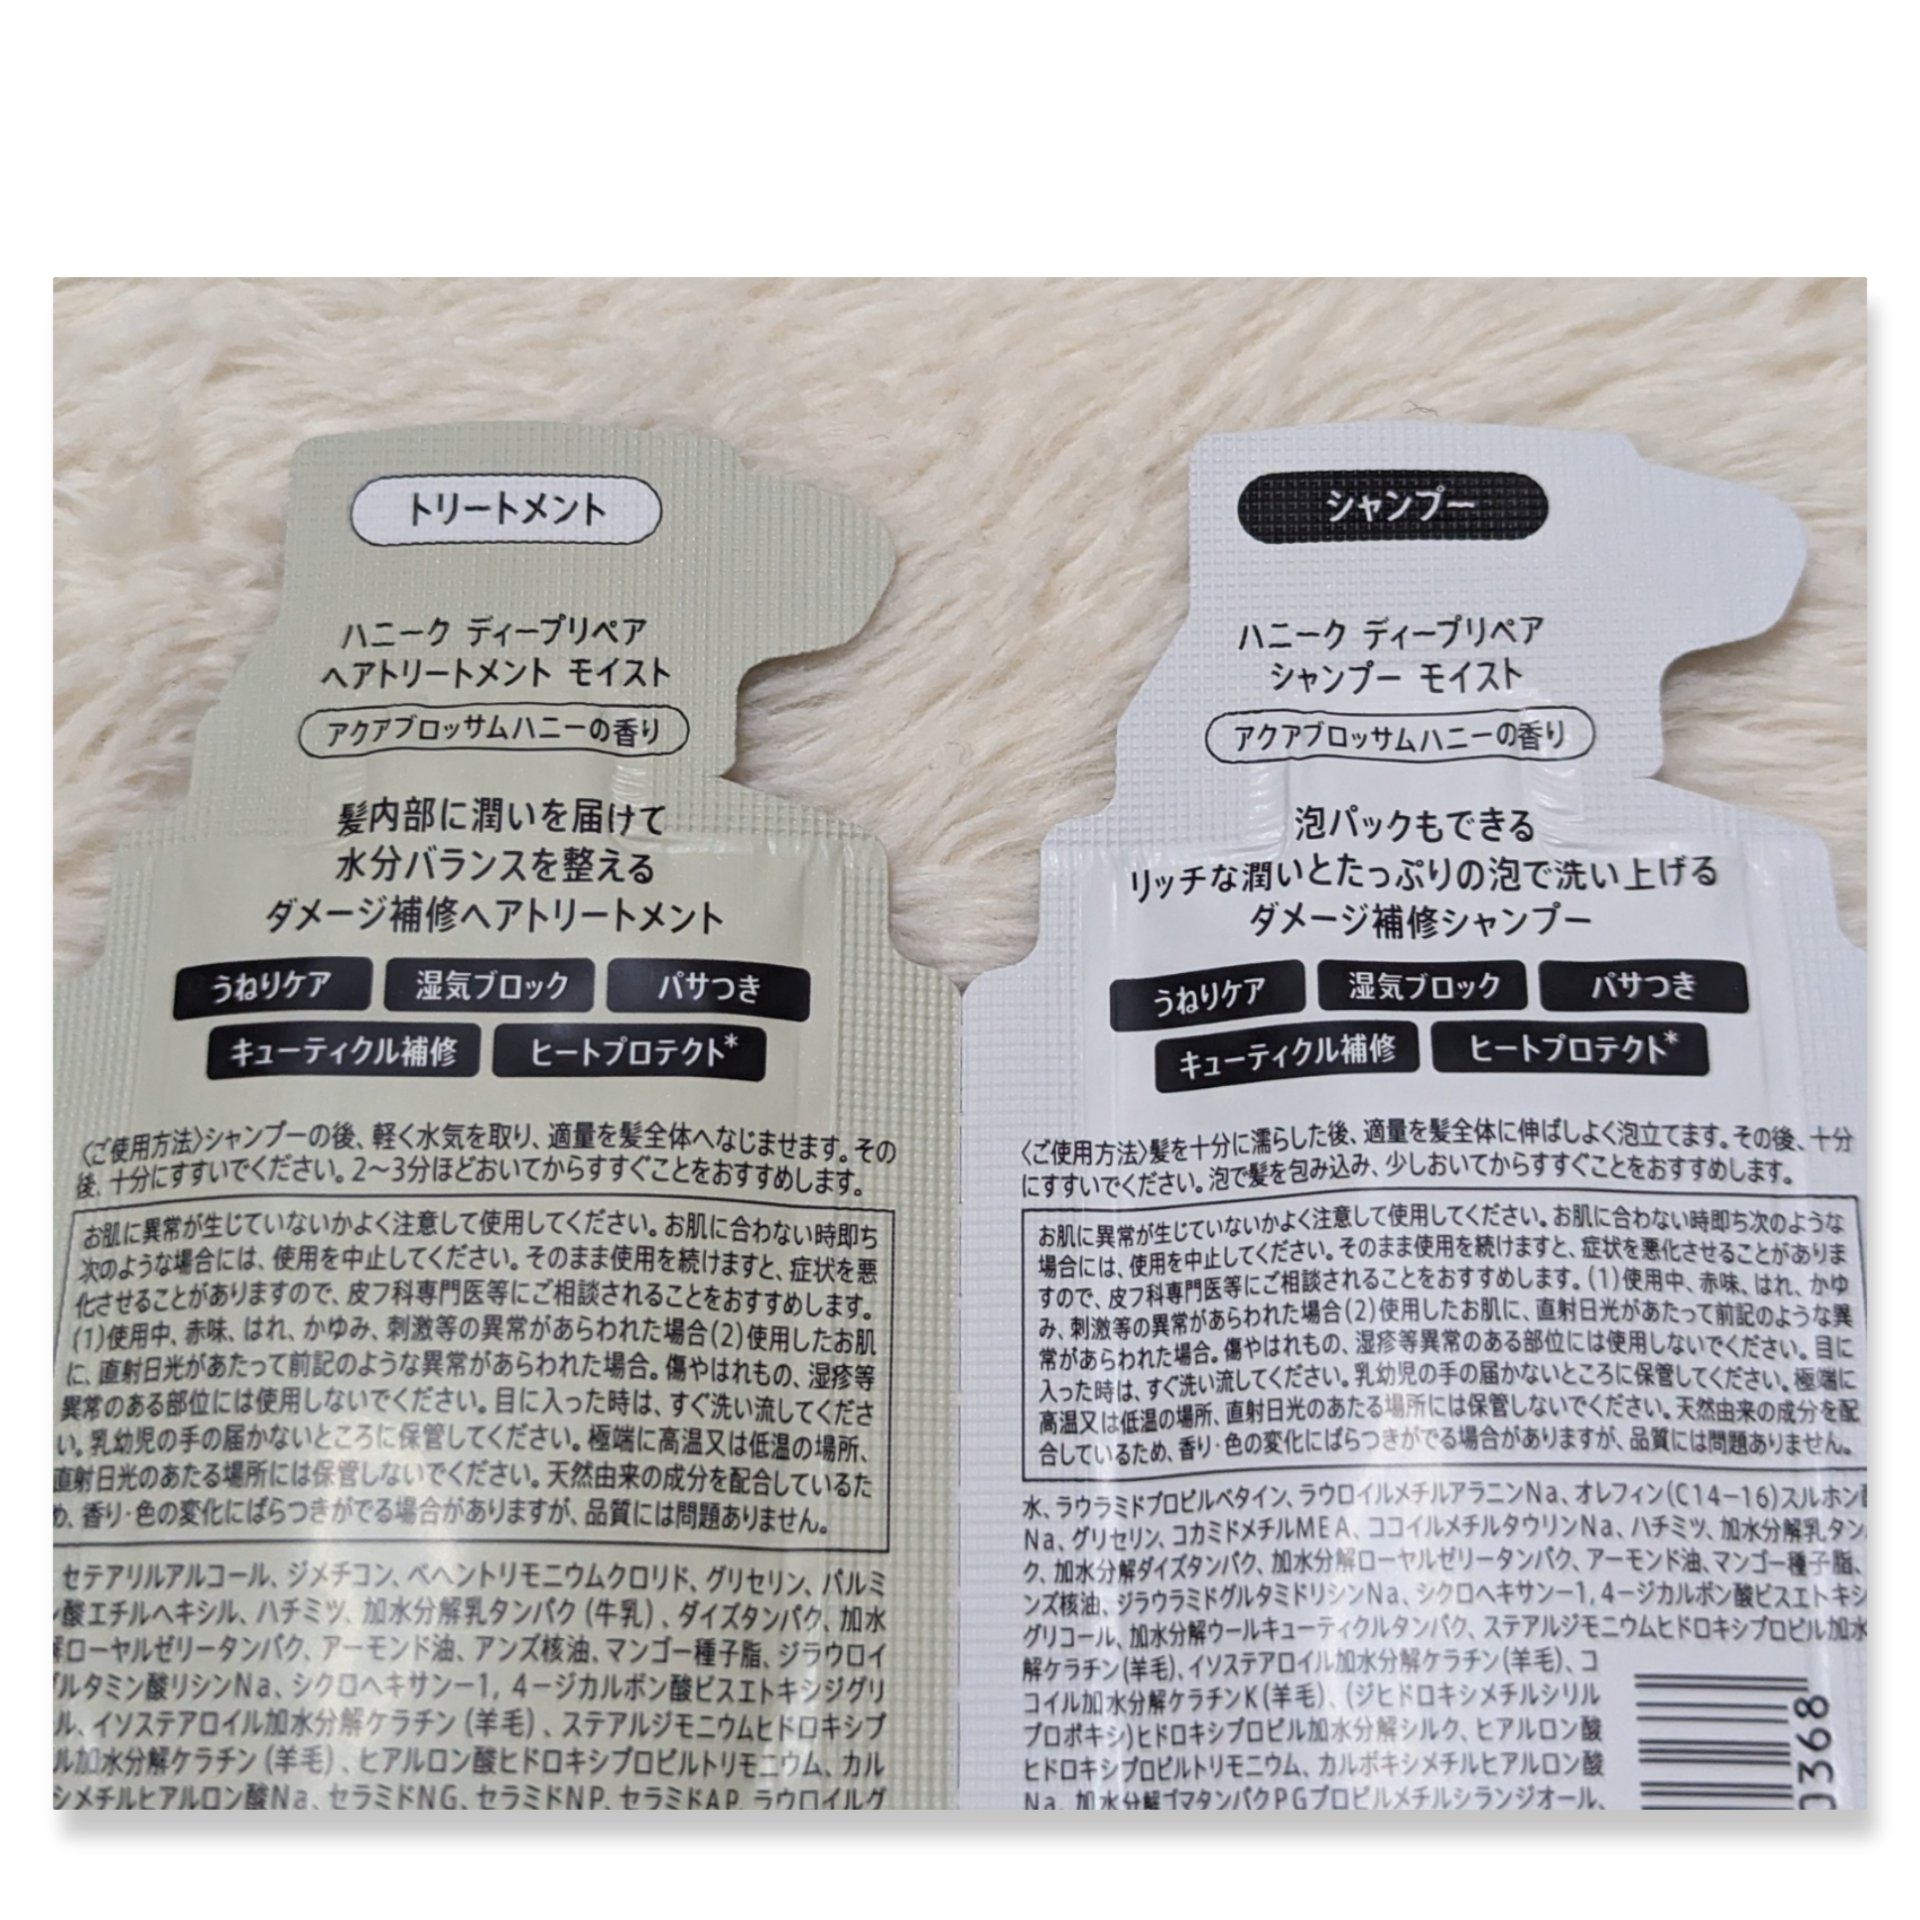 トリートメント
ハニーク ディープリペア
ヘアトリートメント モイスト
アクアブロッサムハニーの香り
髪内部に潤いを届けて
水分バランスを整える
ダメージ補修ヘアトリートメント
うねりケア 湿気ブロック パサつき
キューティクル補修 ヒートプロテクト*
〈ご使用方法〉シャンプーの後、軽く水気を取り、適量を髪全体へなじませます。その
後、十分にすすいでください。2〜3分ほどおいてからすすぐことをおすすめします。
お肌に異常が生じていないかよく注意して使用してください。お肌に合わない時即ち
次のような場合には、使用を中止してください。そのまま使用を続けますと、症状を悪
化させることがありますので、皮フ科専門医等にご相談されることをおすすめします。
(1)使用中、赤味、はれ、かゆみ、刺激等の異常があらわれた場合(2)使用したお肌
に、直射日光があたって前記のような異常があらわれた場合。傷やはれもの、湿疹等
異常のある部位には使用しないでください。目に入った時は、すぐ洗い流してくださ
い。乳幼児の手の届かないところに保管してください。極端に高温又は低温の場所、
直射日光のあたる場所には保管しないでください。天然由来の成分を配合しているた
め、香り・色の変化にばらつきがでる場合がありますが、品質には問題ありません。
セテアリルアルコール、ジメチコン、ベヘントリモニウムクロリド、グリセリン、パルミ
酸エチルヘキシル、ハチミツ、加水分解乳タンパク(牛乳)、ダイズタンパク、加水
ローヤルゼリータンパク、アーモンド油、アンズ核油、マンゴー種子脂、ジラウロイ
ルタミン酸リシンNa、シクロヘキサン-1,4-ジカルボン酸ビスエトキシジグリ
ル、イソステアロイル加水分解ケラチン(羊毛)、ステアルジモニウムヒドロキシプ
ル加水分解ケラチン(羊毛)、ヒアルロン酸ヒドロキシプロピルトリモニウム、カル
シメチルヒアルロン酸Na、セラミドNG、セラミドNP、セラミドAP、ラウロイルグ
シャンプー
ハニーク ディープリペア
シャンプー モイスト
アクアブロッサムハニーの香り
泡パックもできる
リッチな潤いとたっぷりの泡で洗い上げる
ダメージ補修シャンプー
うねりケア 湿気ブロック パサつき
キューティクル補修 ヒートプロテクト*
〈ご使用方法〉髪を十分に濡らした後、適量を髪全体に伸ばしよく泡立てます。その後、十分
にすすいでください。泡で髪を包み込み、少しおいてからすすぐことをおすすめします。
お肌に異常が生じていないかよく注意して使用してください。お肌に合わない時即ち次のような
場合には、使用を中止してください。そのまま使用を続けますと、症状を悪化させることがありま
すので、皮フ科専門医等にご相談されることをおすすめします。(1)使用中、赤味、はれ、かゆ
み、刺激等の異常があらわれた場合(2)使用したお肌に、直射日光があたって前記のような異
常があらわれた場合。傷やはれもの、湿疹等異常のある部位には使用しないでください。目に
入った時は、すぐ洗い流してください。乳幼児の手の届かないところに保管してください。極端に
高温又は低温の場所、直射日光のあたる場所には保管しないでください。天然由来の成分を配
合しているため、香り・色の変化にばらつきがでる場合がありますが、品質には問題ありません。
水、ラウラミドプロピルベタイン、ラウロイルメチルアラニンNa、オレフィン(C14-16)スルホン
Na、グリセリン、コカミドメチルMEA、ココイルメチルタウリンNa、ハチミツ、加水分解乳タン
ク、加水分解ダイズタンパク、加水分解ローヤルゼリータンパク、アーモンド油、マンゴー種子脂、
ンズ核油、ジラウラミドグルタミドリシンNa、シクロヘキサン-1,4-ジカルボン酸ビスエトキシ
グリコール、加水分解ウールキューティクルタンパク、ステアルジモニウムヒドロキシプロピル加水
解ケラチン(羊毛)、イソステアロイル加水分解ケラチン(羊毛)、コ
コイル加水分解ケラチンK(羊毛)、(ジヒドロキシメチルシリル
プロポキシ)ヒドロキシプロピル加水分解シルク、ヒアルロン酸
ヒドロキシプロピルトリモニウム、カルボキシメチルヒアルロン酸
Na、加水分解ゴマタンパクPGプロピルメチルシランジオール、
0368